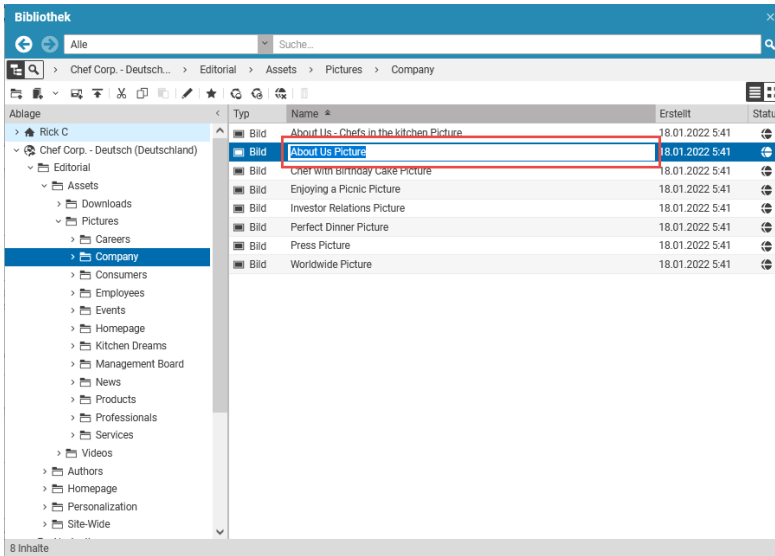 Bibliothek
Alle Suche...
Chef Corp. - Deutsch... > Editorial > Assets > Pictures > Company
Ablage Typ Name Erstellt Statu
Rick C
Chef Corp. - Deutsch (Deutschland)
Editorial
Assets
Downloads
Pictures
Careers
Company
Consumers
Employees
Events
Homepage
Kitchen Dreams
Management Board
News
Products
Professionals
Services
Videos
Authors
Homepage
Personalization
Site-Wide
Bild About Us - Chefs in the kitchen Picture 18.01.2022 5:41
Bild About Us Picture 18.01.2022 5:41
Bild Chef with Birthday Cake Picture 18.01.2022 5:41
Bild Enjoying a Picnic Picture 18.01.2022 5:41
Bild Investor Relations Picture 18.01.2022 5:41
Bild Perfect Dinner Picture 18.01.2022 5:41
Bild Press Picture 18.01.2022 5:41
Bild Worldwide Picture 18.01.2022 5:41
8 Inhalte